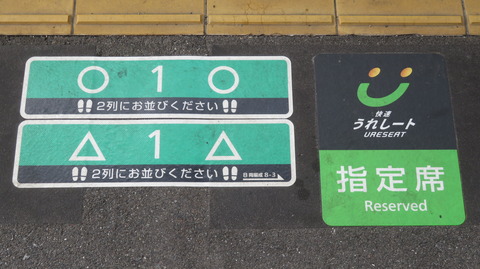 ○ 1 ○
2列にお並びください
△ 1 △
2列にお並びください
快速
うれしート
URESEAT
指定席
Reserved